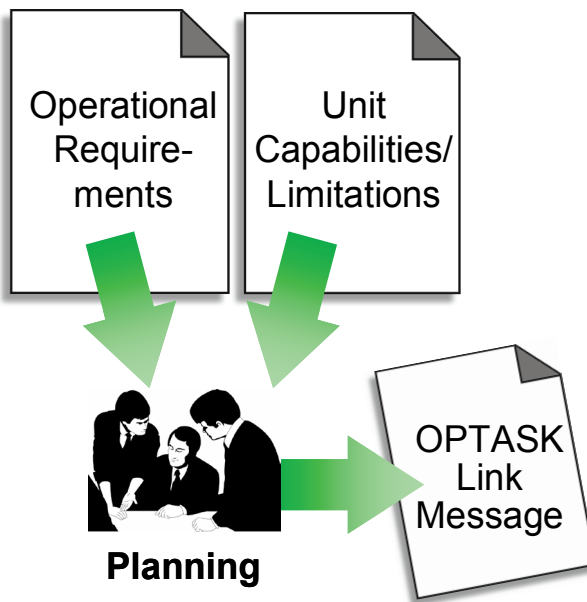 Operational
Require-
ments
Unit
Capabilities/
Limitations
OPTASK
Link
Message
Planning